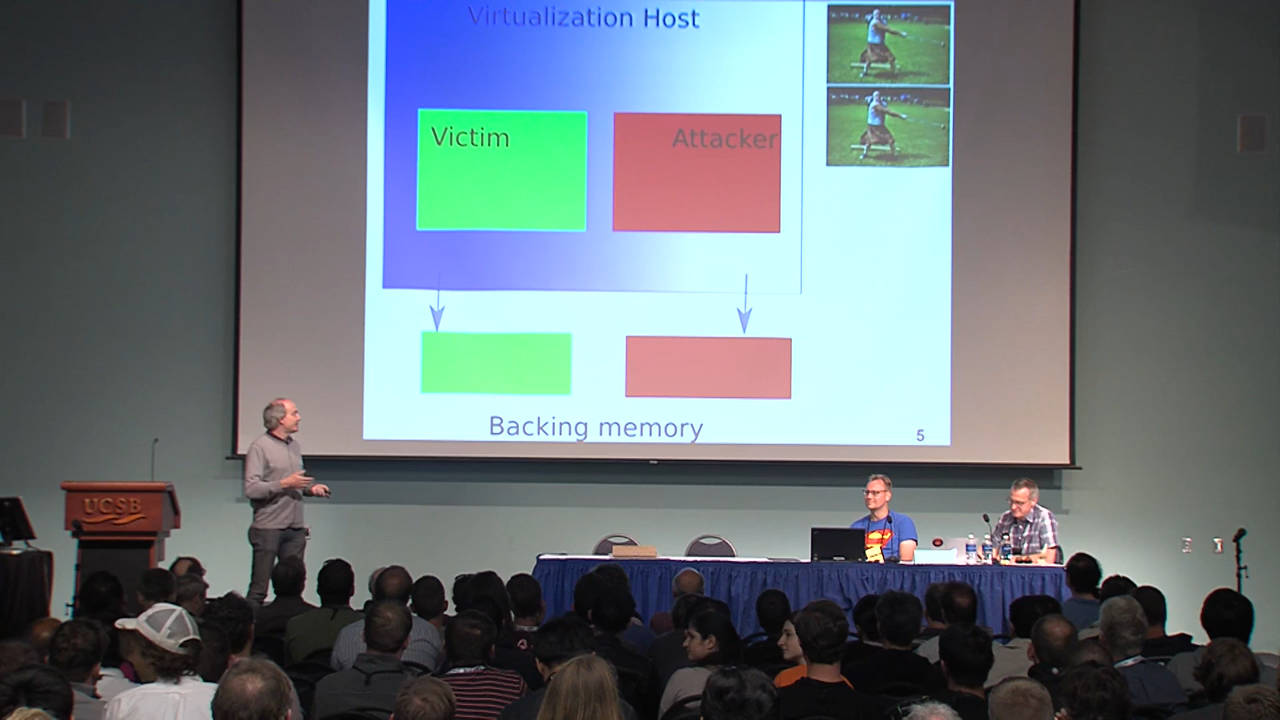 Virtualization Host
Victim
Attacker
Backing memory
5
UCSB